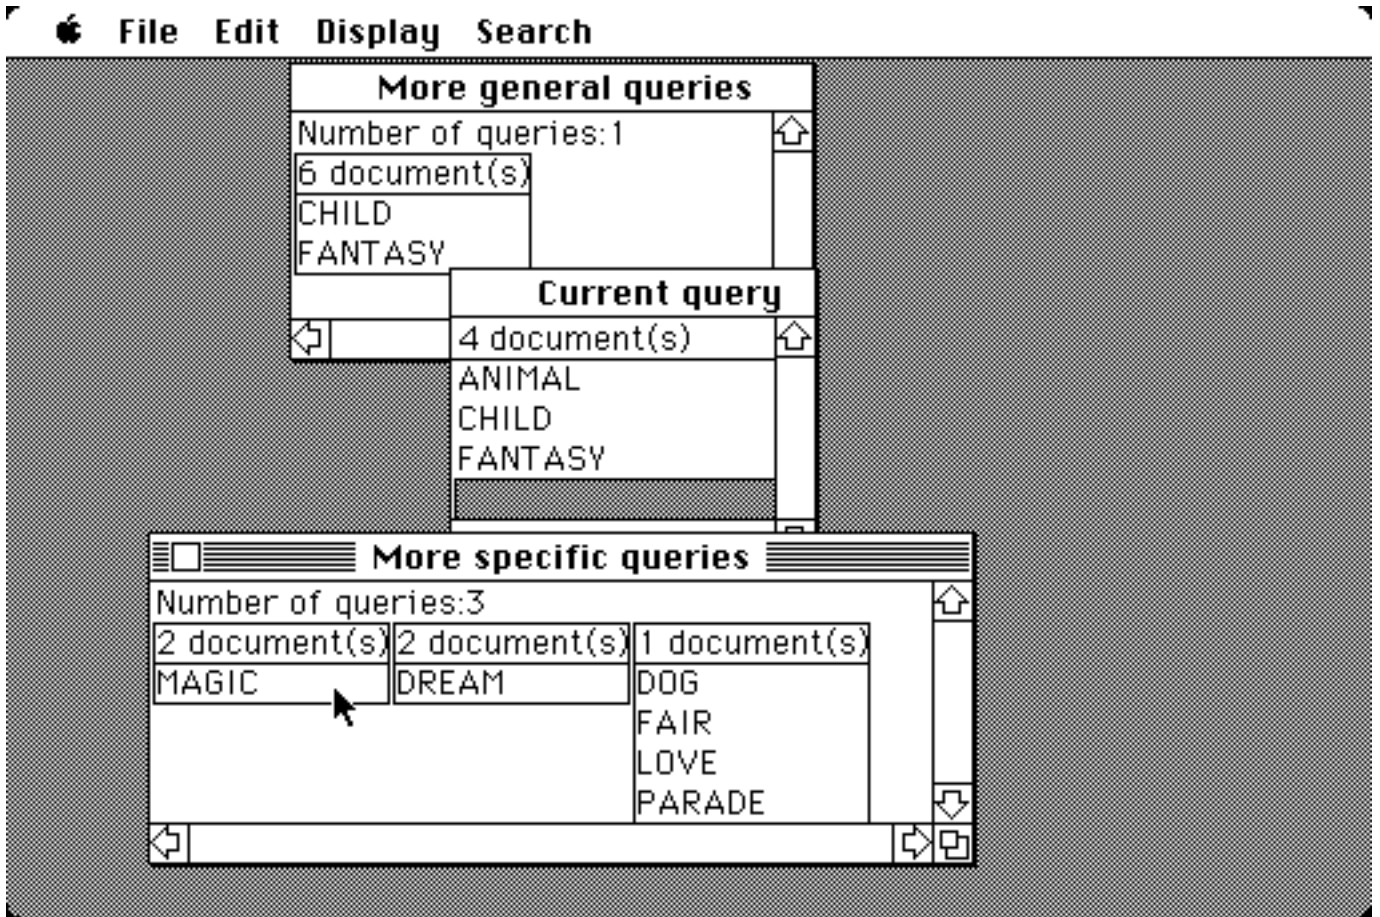 File Edit Display Search
More general queries
Number of queries:1
6 document(s)
CHILD
FANTASY
Current query
4 document(s)
ANIMAL
CHILD
FANTASY
More specific queries
Number of queries:3
2 document(s) 2 document(s) 1 document(s)
MAGIC DREAM DOG
FAIR
LOVE
PARADE